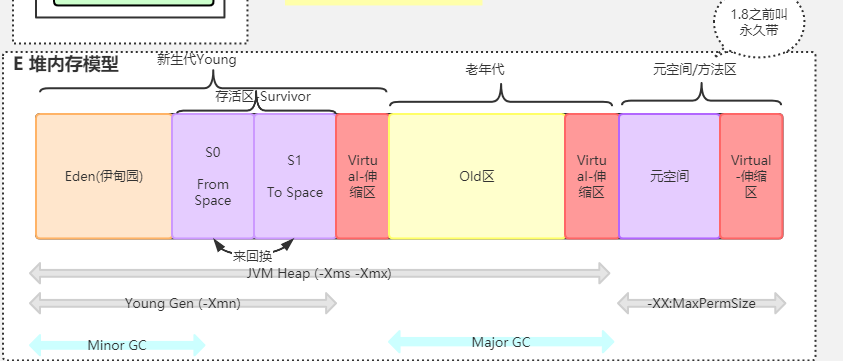 1.8之前叫
永久带
E 堆内存模型
新生代Young
老年代
元空间/方法区
存活区-Survivor
Eden(伊甸园)
S0
From
Space
S1
To Space
Virtu
al-伸
缩区
Old区
Virtu
al-伸
缩区
元空间
Virtual
-伸缩
区
来回换
JVM Heap (-Xms -Xmx)
Young Gen (-Xmn)
-XX:MaxPermSize
Minor GC
Major GC